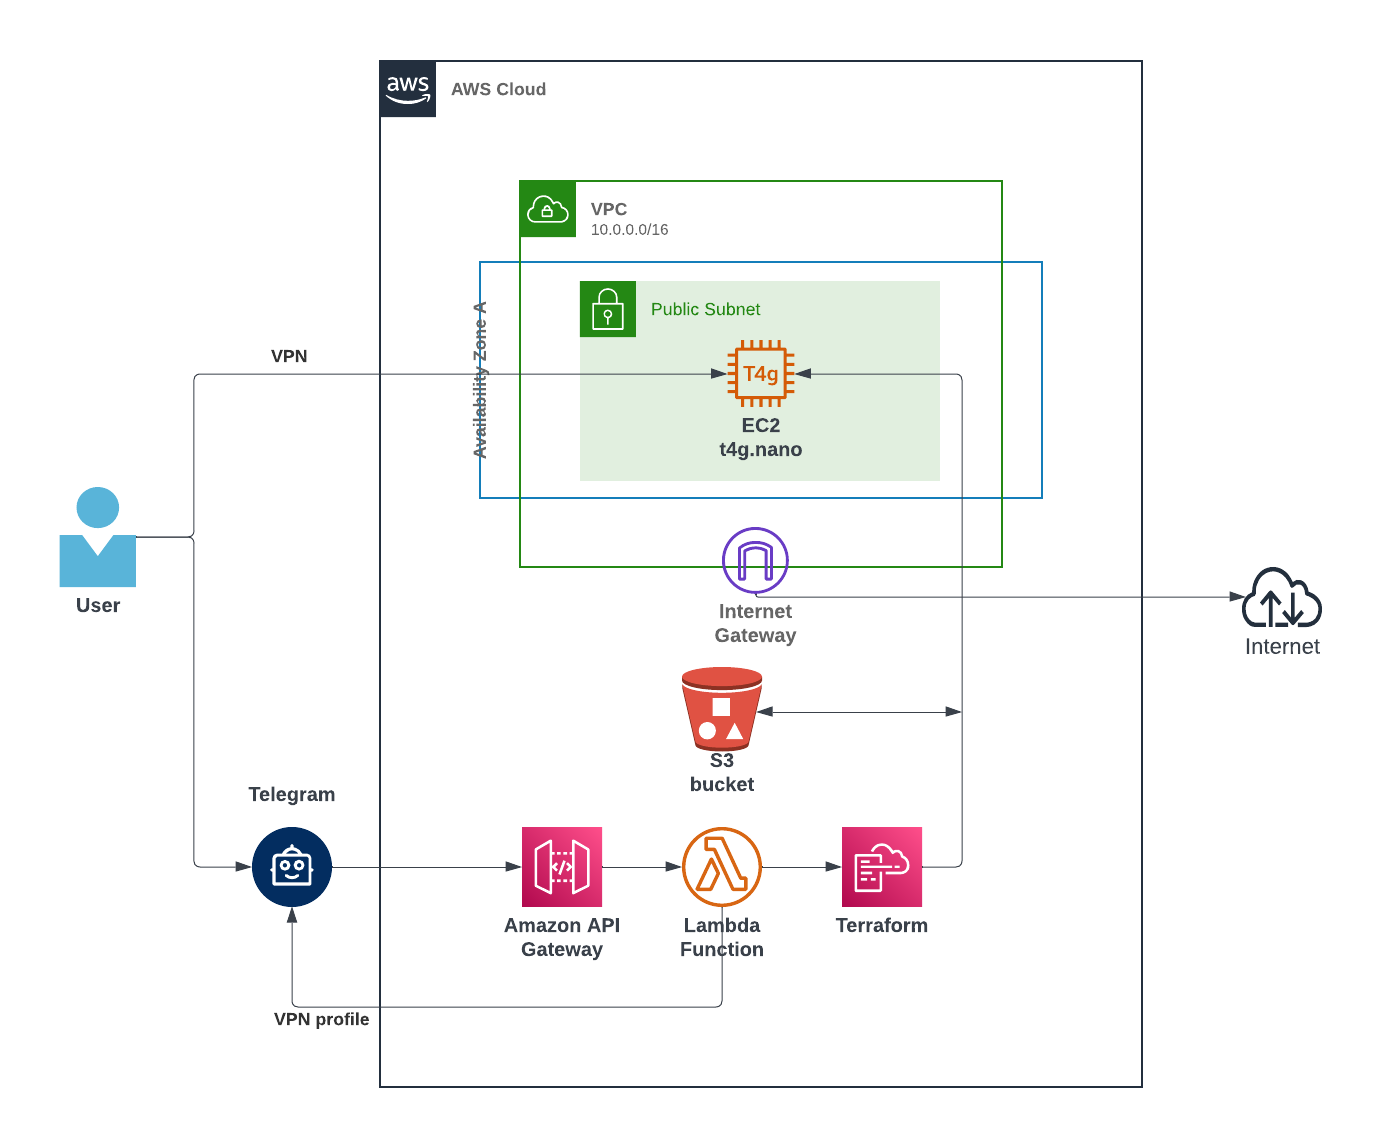 aws
AWS Cloud
VPC
10.0.0.0/16
Availability Zone A
Public Subnet
VPN
T4g
EC2
t4g.nano
User
Internet
Gateway
Internet
S3
bucket
Telegram
Amazon API
Gateway
Lambda
Function
Terraform
VPN profile